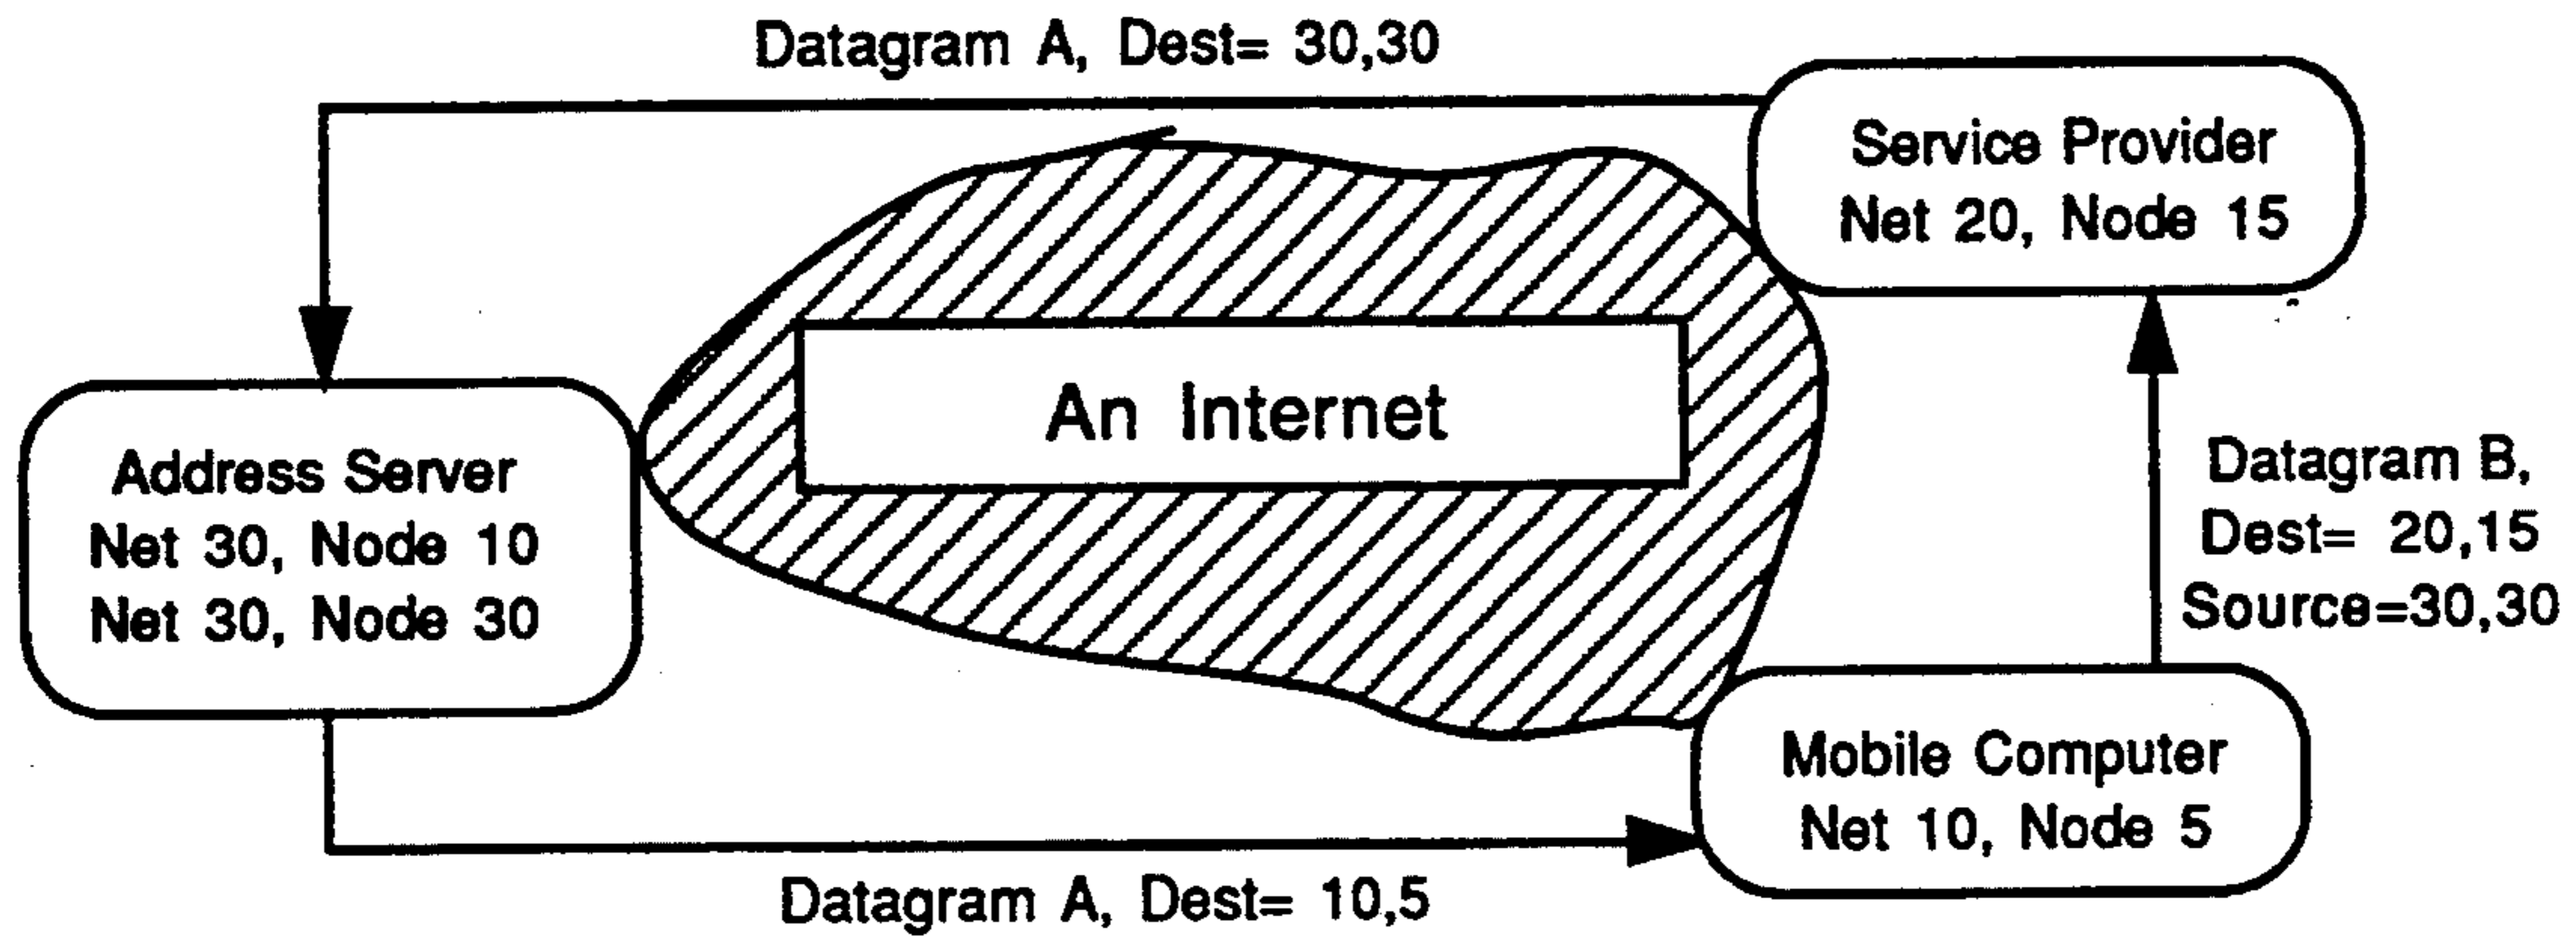 Datagram A, Dest= 30,30
Service Provider
Net 20, Node 15
An Internet
Address Server
Net 30, Node 10
Net 30, Node 30
Datagram B,
Dest= 20,15
Source=30,30
Mobile Computer
Net 10, Node 5
Datagram A, Dest= 10,5